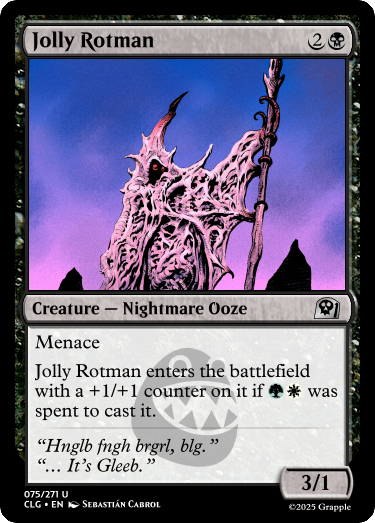 Jolly Rotman 2
Creature — Nightmare Ooze
Menace
Jolly Rotman enters the battlefield
with a +1/+1 counter on it if was
spent to cast it.
“Hnglb fngh brgrl, blg.”
“… It’s Gleeb.”
3/1
075/271 U
CLG • EN Sebastián Cabrol
©2025 Grapple